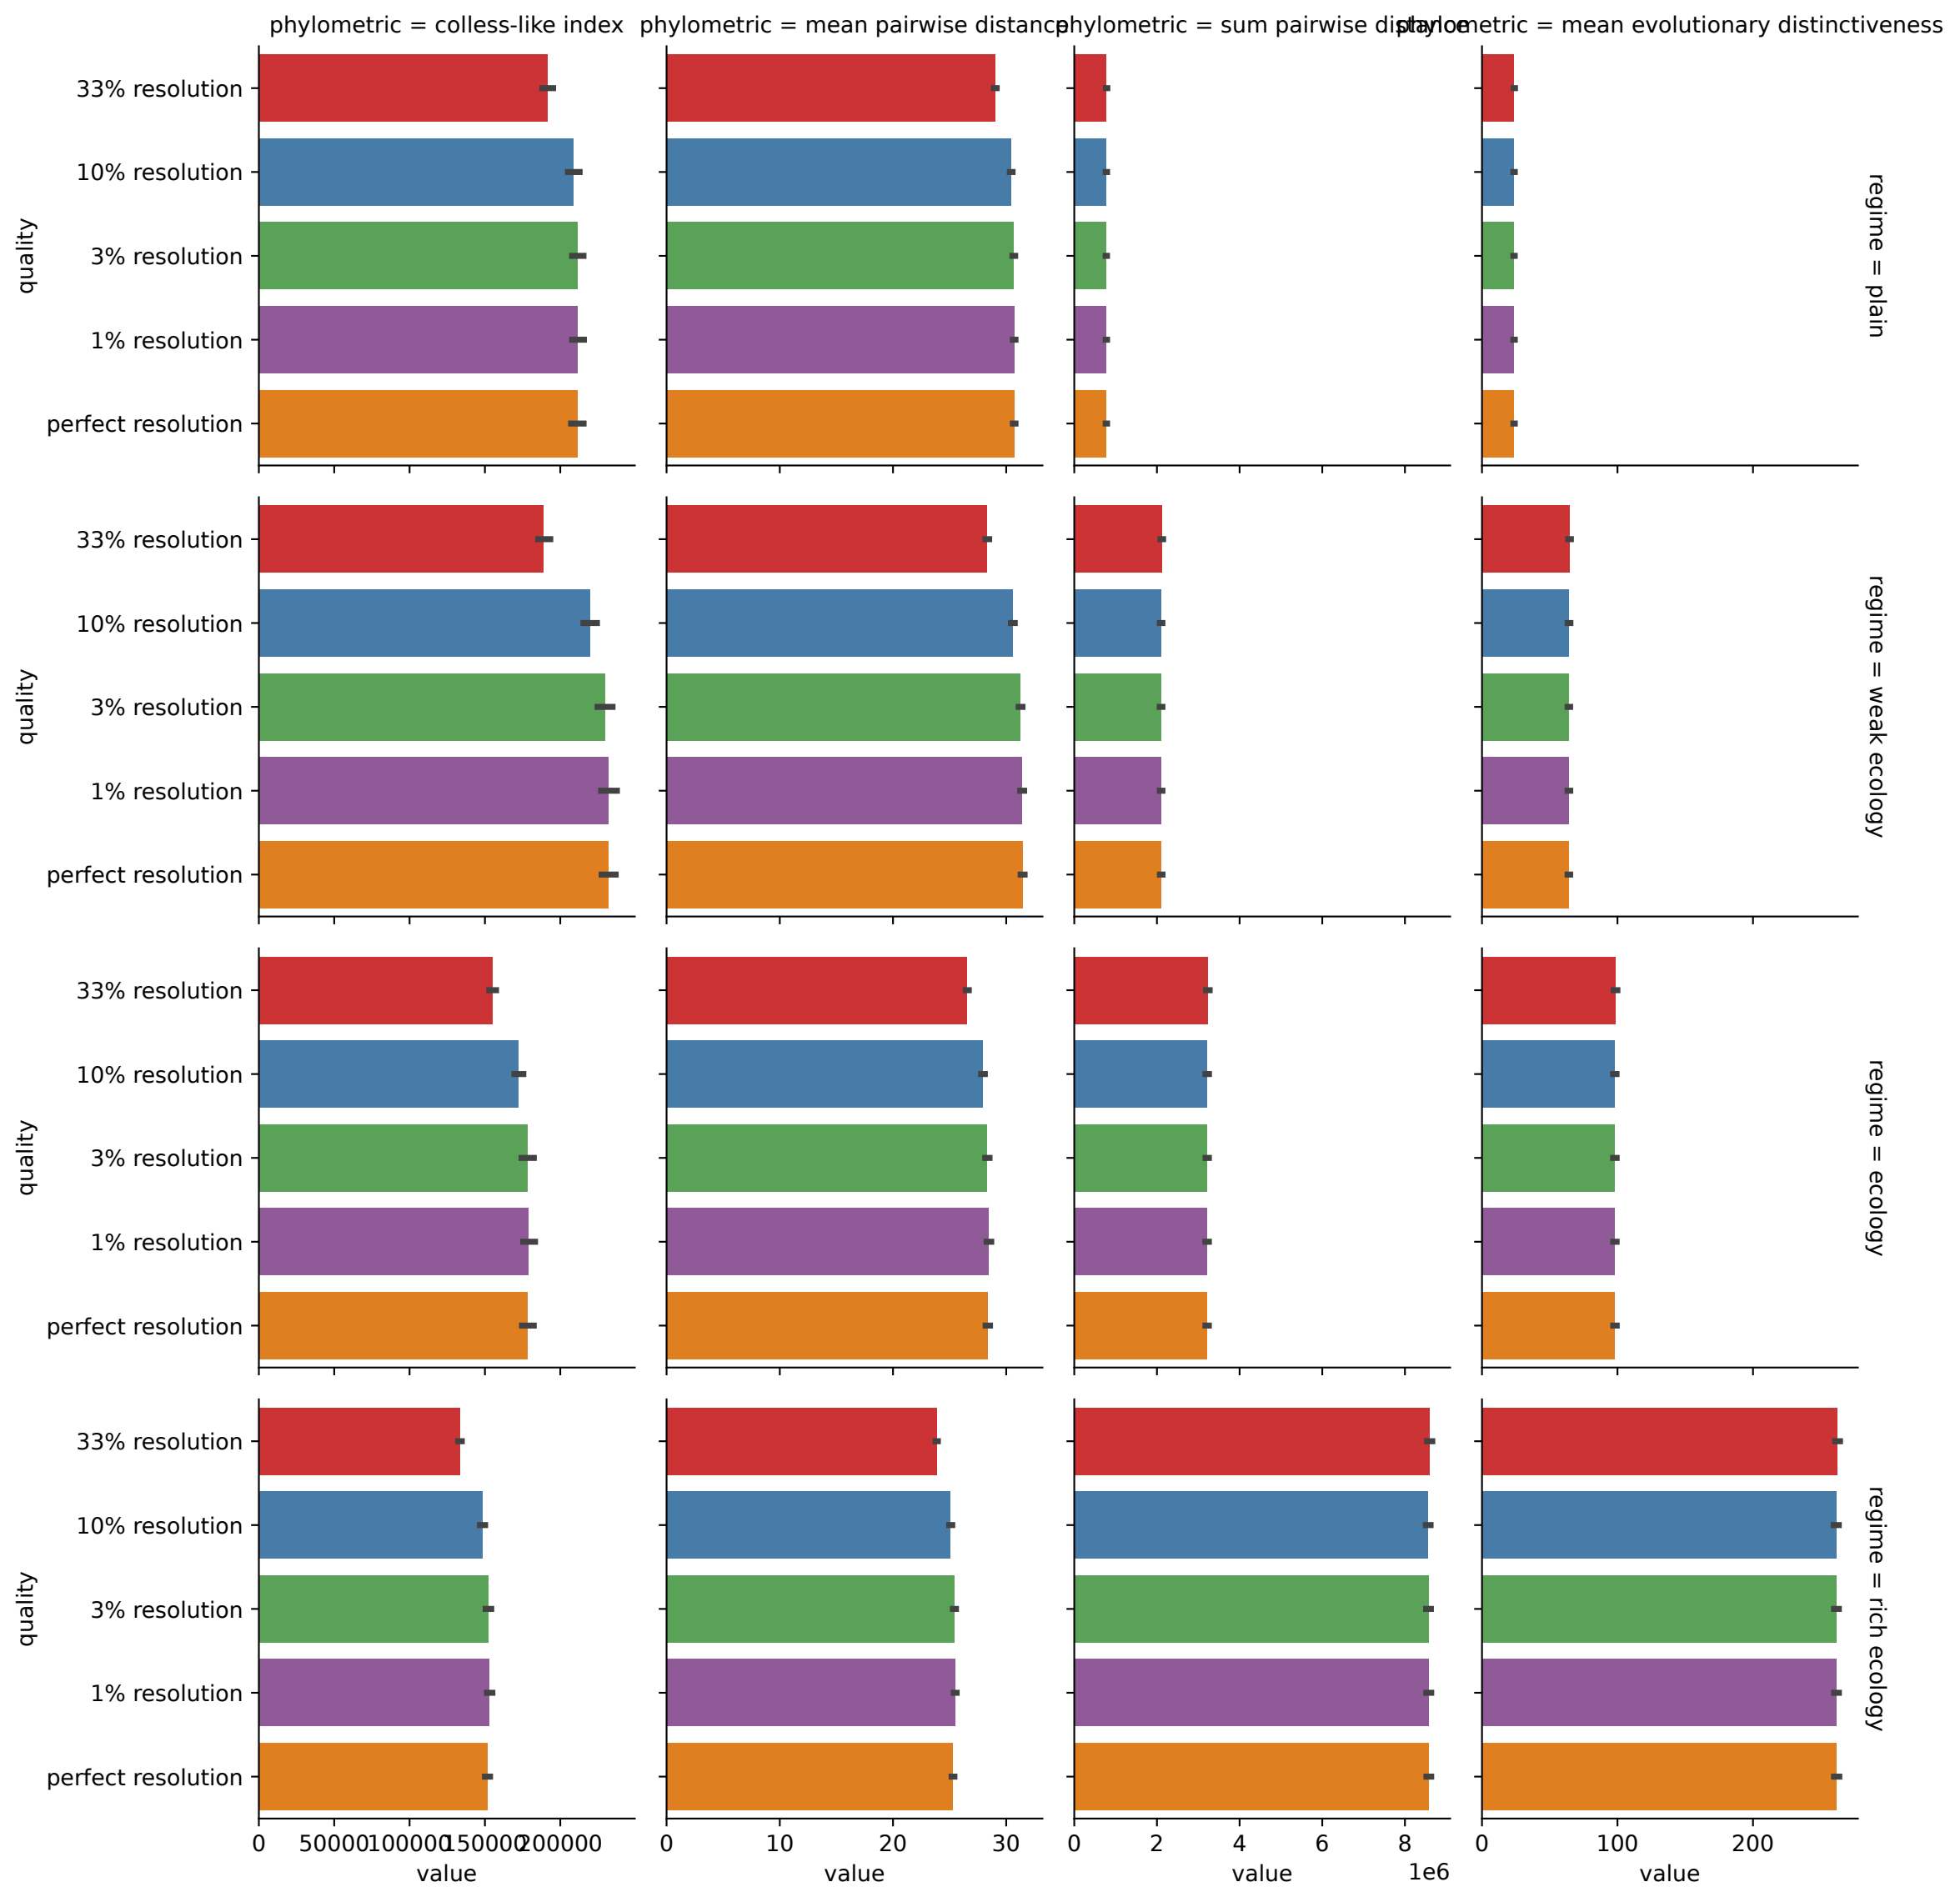 phylometric = colless-like index
phylometric = mean pairwise distance
phylometric = sum pairwise distance
phylometric = mean evolutionary distinctiveness
quality
33% resolution
10% resolution
3% resolution
1% resolution
perfect resolution
regime = plain
quality
33% resolution
10% resolution
3% resolution
1% resolution
perfect resolution
regime = weak ecology
quality
33% resolution
10% resolution
3% resolution
1% resolution
perfect resolution
regime = ecology
quality
33% resolution
10% resolution
3% resolution
1% resolution
perfect resolution
regime = rich ecology
0 50000 100000 150000 200000
value
0 10 20 30
value
0 2 4 6 8
1e6
value
0 100 200
value